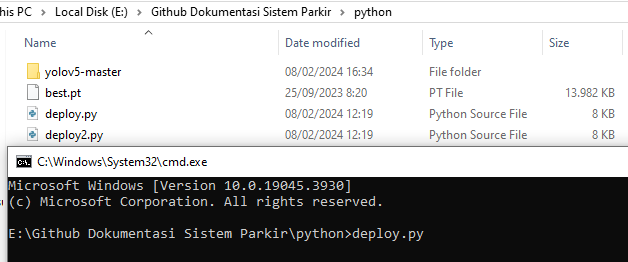 his PC > Local Disk (E:) > Github Dokumentasi Sistem Parkir > python
Name Date modified Type Size
yolov5-master 08/02/2024 16:34 File folder
best.pt 25/09/2023 8:20 PT File 13.982 KB
deploy.py 08/02/2024 12:19 Python Source File 8 KB
deploy2.py 08/02/2024 12:19 Python Source File 8 KB
C:\Windows\System32\cmd.exe
Microsoft Windows [Version 10.0.19045.3930]
(c) Microsoft Corporation. All rights reserved.
E:\Github Dokumentasi Sistem Parkir\python>deploy.py